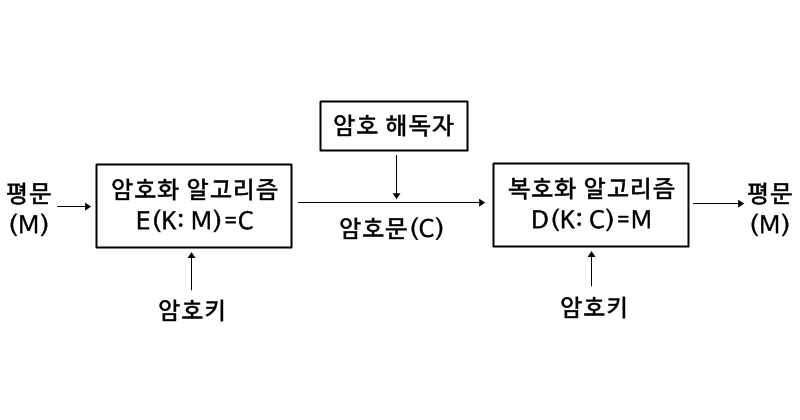 암호 해독자
평문
(M)
암호화 알고리즘
E(K: M)=C
암호문(C)
복호화 알고리즘
D(K: C)=M
평문
(M)
암호키
암호키